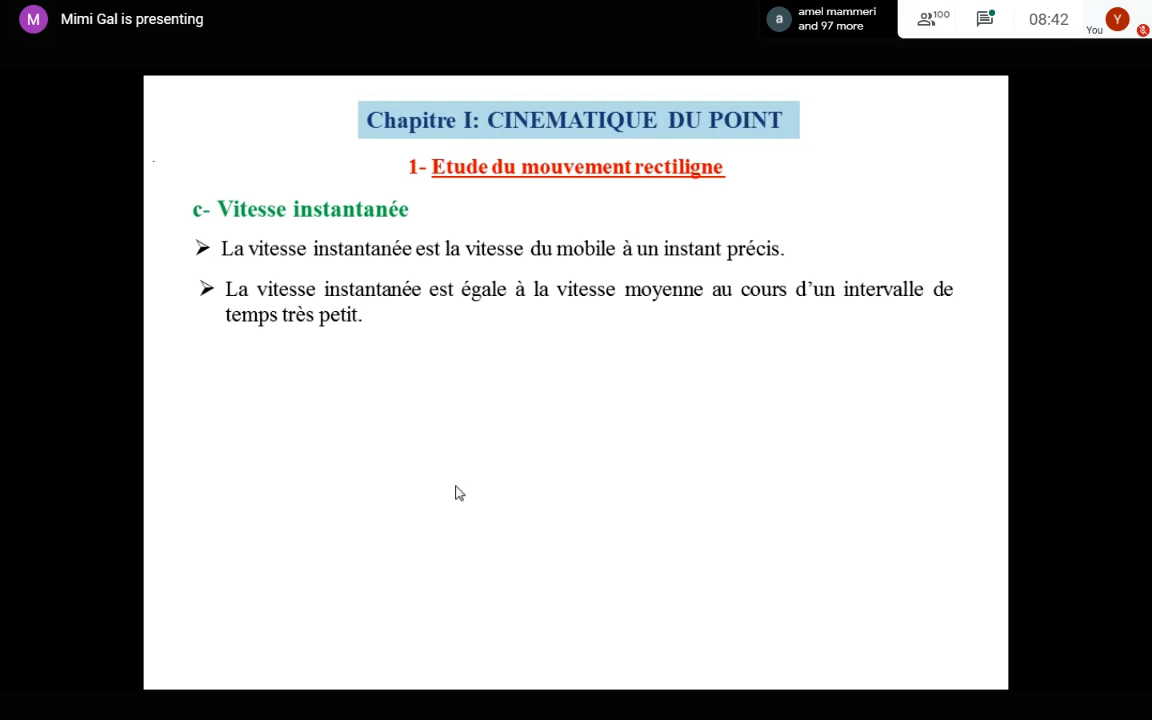 M Mimi Gal is presenting
a amel mammeri
and 97 more
100
08:42
You
Y
Chapitre I: CINEMATIQUE DU POINT
1- Etude du mouvement rectiligne
c- Vitesse instantanée
➢ La vitesse instantanée est la vitesse du mobile à un instant précis.
➢ La vitesse instantanée est égale à la vitesse moyenne au cours d’un intervalle de
temps très petit.